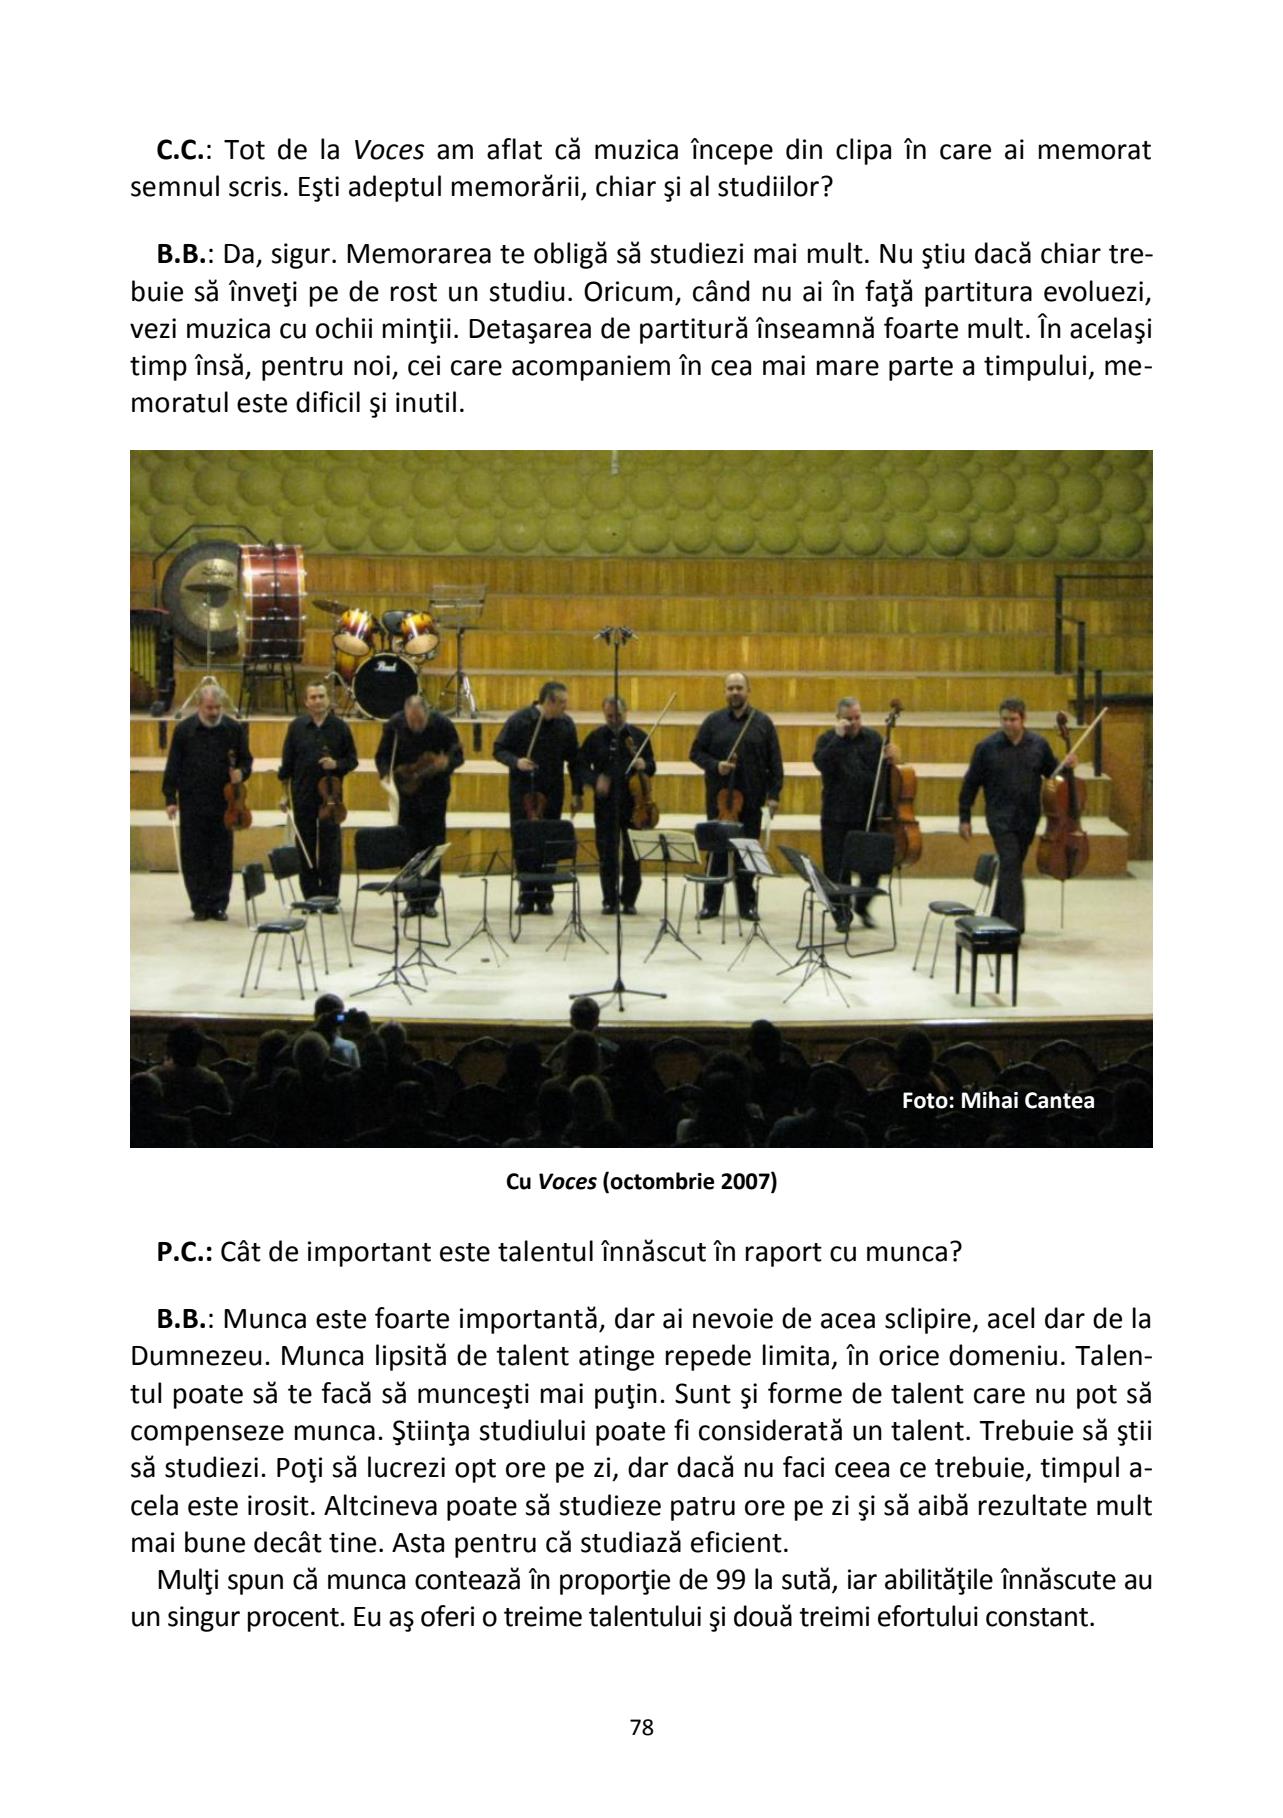 C.C.: Tot de la Voces am aflat că muzica începe din clipa în care ai memorat
semnul scris. Eşti adeptul memorării, chiar şi al studiilor?
B.B.: Da, sigur. Memorarea te obligă să studiezi mai mult. Nu ştiu dacă chiar tre-
buie să înveţi pe de rost un studiu. Oricum, când nu ai în faţă partitura evoluezi,
vezi muzica cu ochii minţii. Detaşarea de partitură înseamnă foarte mult. În acelaşi
timp însă, pentru noi, cei care acompaniem în cea mai mare parte a timpului, me-
moratul este dificil şi inutil.
Pearl
Foto: Mihai Cantea
Cu Voces (octombrie 2007)
P.C.: Cât de important este talentul înnăscut în raport cu munca?
B.B.: Munca este foarte importantă, dar ai nevoie de acea sclipire, acel dar de la
Dumnezeu. Munca lipsită de talent atinge repede limita, în orice domeniu. Talen-
tul poate să te facă să munceşti mai puţin. Sunt şi forme de talent care nu pot să
compenseze munca. Ştiinţa studiului poate fi considerată un talent. Trebuie să ştii
să studiezi. Poţi să lucrezi opt ore pe zi, dar dacă nu faci ceea ce trebuie, timpul a-
cela este irosit. Altcineva poate să studieze patru ore pe zi şi să aibă rezultate mult
mai bune decât tine. Asta pentru că studiază eficient.
Mulţi spun că munca contează în proporţie de 99 la sută, iar abilităţile înnăscute au
un singur procent. Eu aş oferi o treime talentului şi două treimi efortului constant.
78